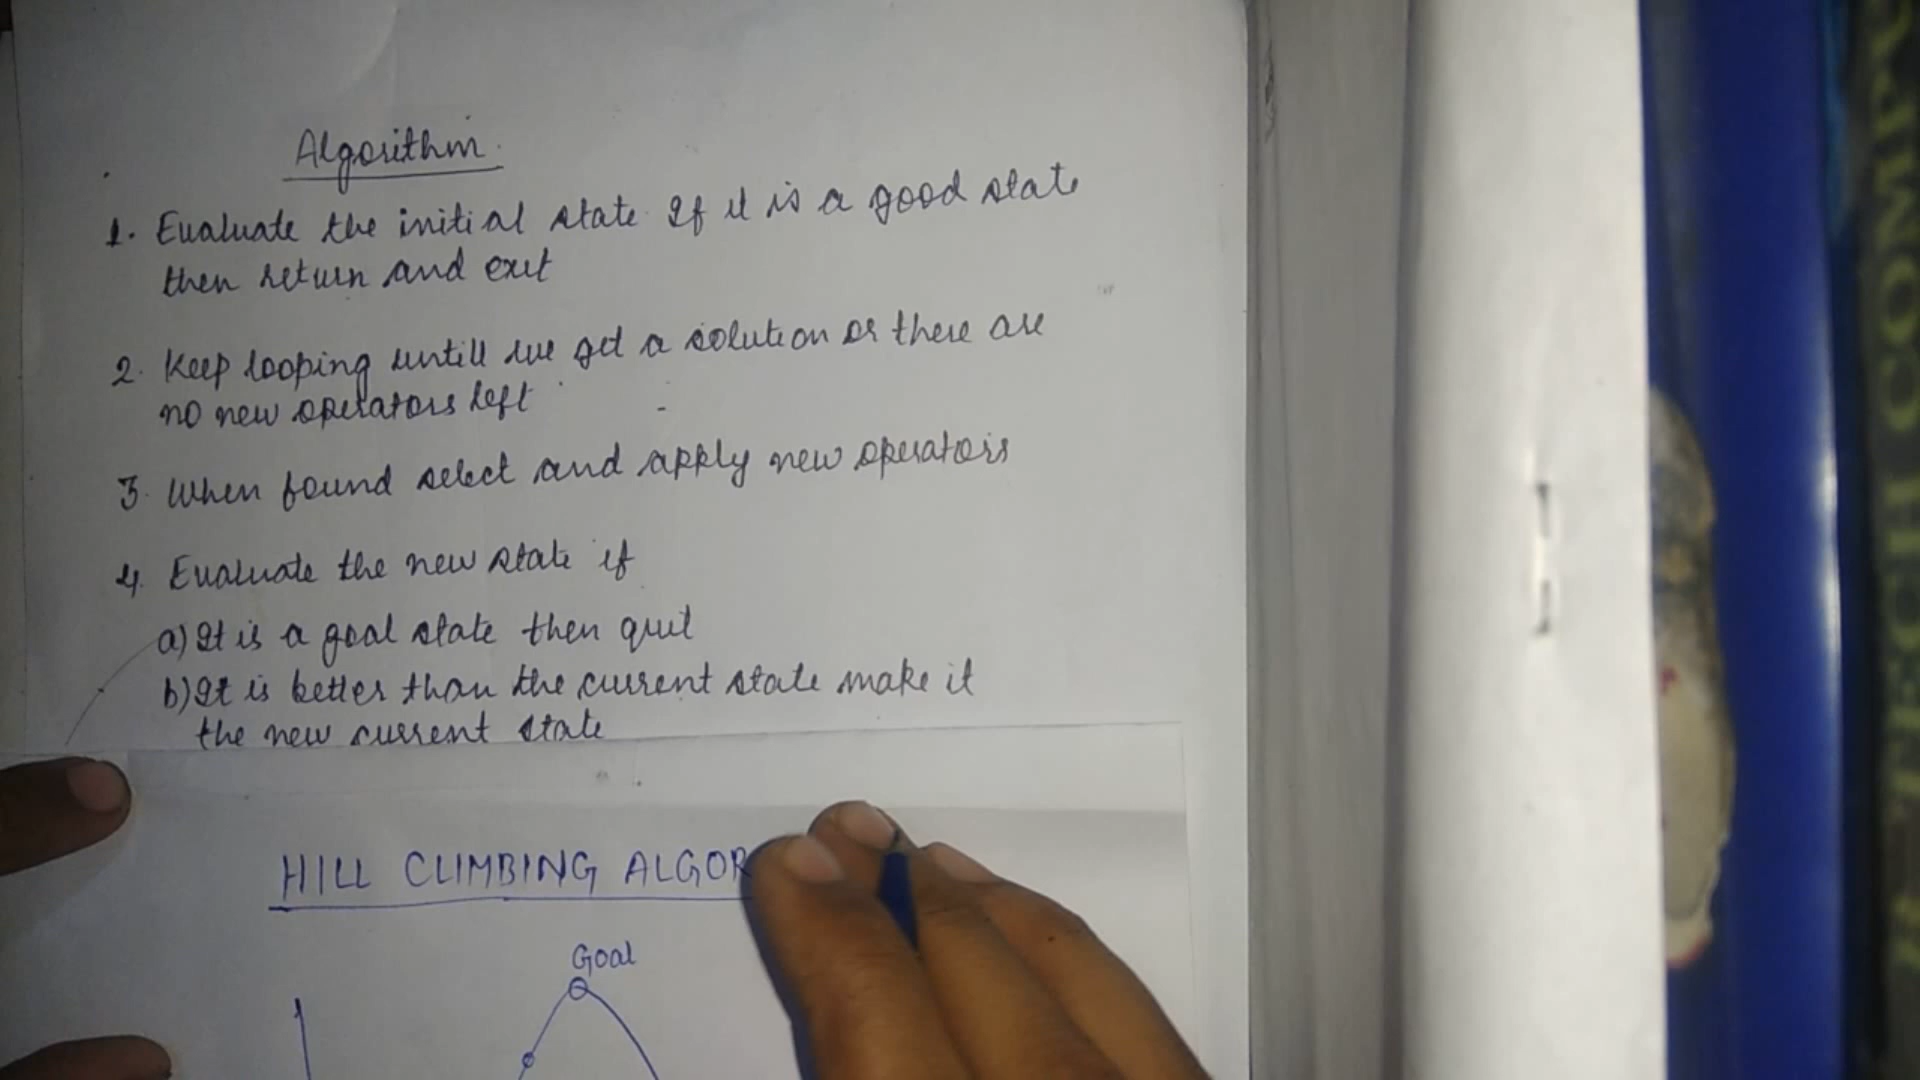 Algorithm
1. Evaluate the initial state. If it is a good state
then return and exit
2. Keep looping untill we get a solution or there are
no new operators left
3. When found select and apply new operators
4. Evaluate the new state if
a) It is a goal state then quit
b) It is better than the current state make it
the new current state
HILL CLIMBING ALGOR
Goal